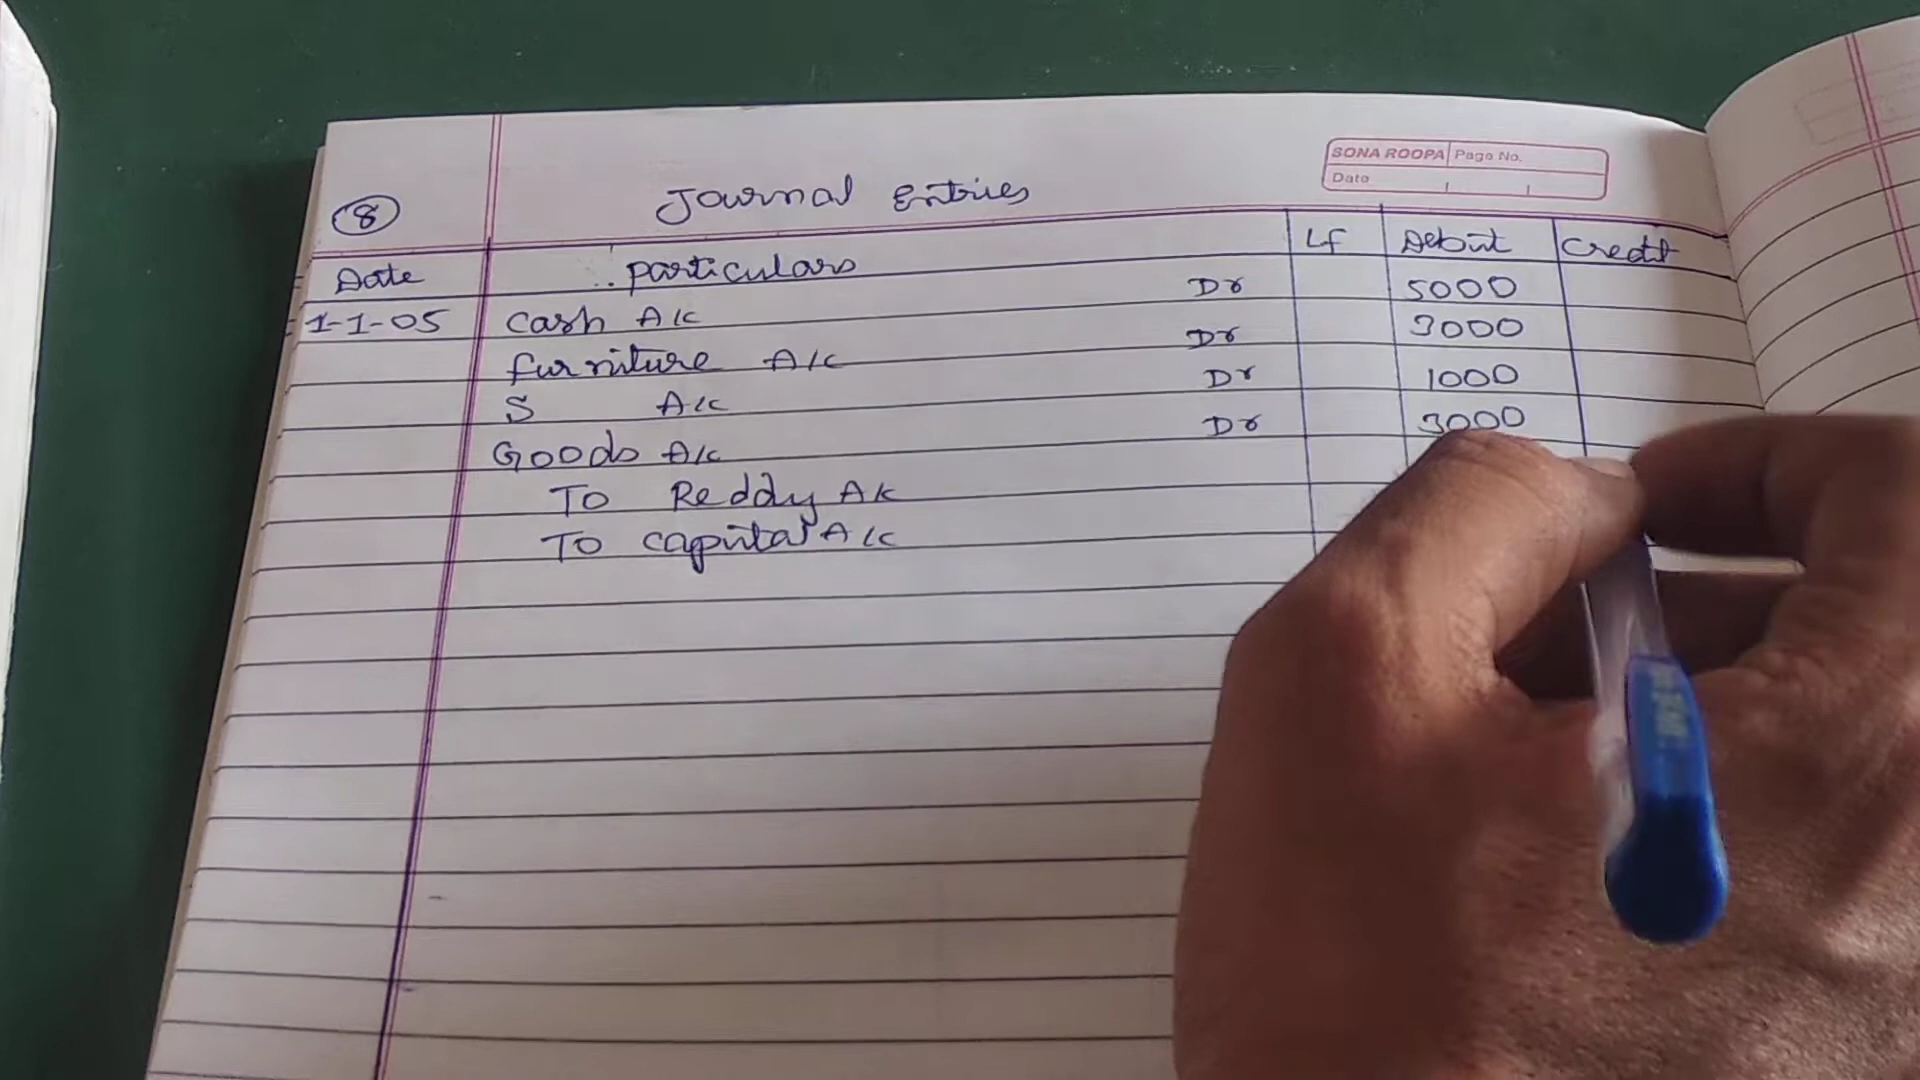 SONA ROOPA Page No.
Date
8 Journal Entries
Date particulars LF Debit Credit
1-1-05 Cash A/c Dr 5000
furniture A/c Dr 3000
S A/c Dr 1000
Goods A/c Dr 3000
TO Reddy A/c
TO capital A/c